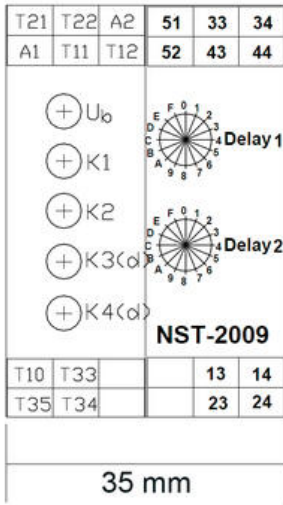 T21 T22 A2 51 33 34
A1 T11 T12 52 43 44
Ub
0 1 2 3 4 5 6 7 8 9 A B C D E F
Delay 1
K1
K2
0 1 2 3 4 5 6 7 8 9 A B C D E F
Delay 2
K3(d)
K4(d)
NST-2009
T10 T33 13 14
T35 T34 23 24
35 mm